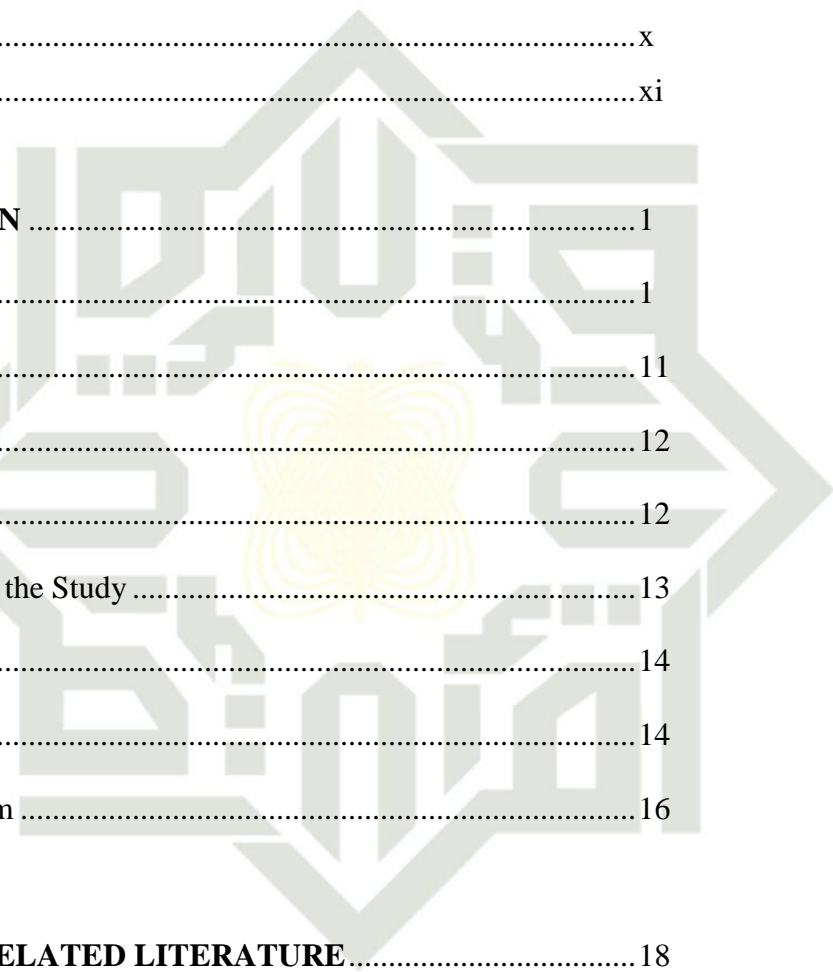 ........................................................................................x
........................................................................................xi
N ........................................................................................1
........................................................................................1
........................................................................................11
........................................................................................12
........................................................................................12
the Study ........................................................................................13
........................................................................................14
........................................................................................14
m ........................................................................................16
ELATED LITERATURE........................................................................................18